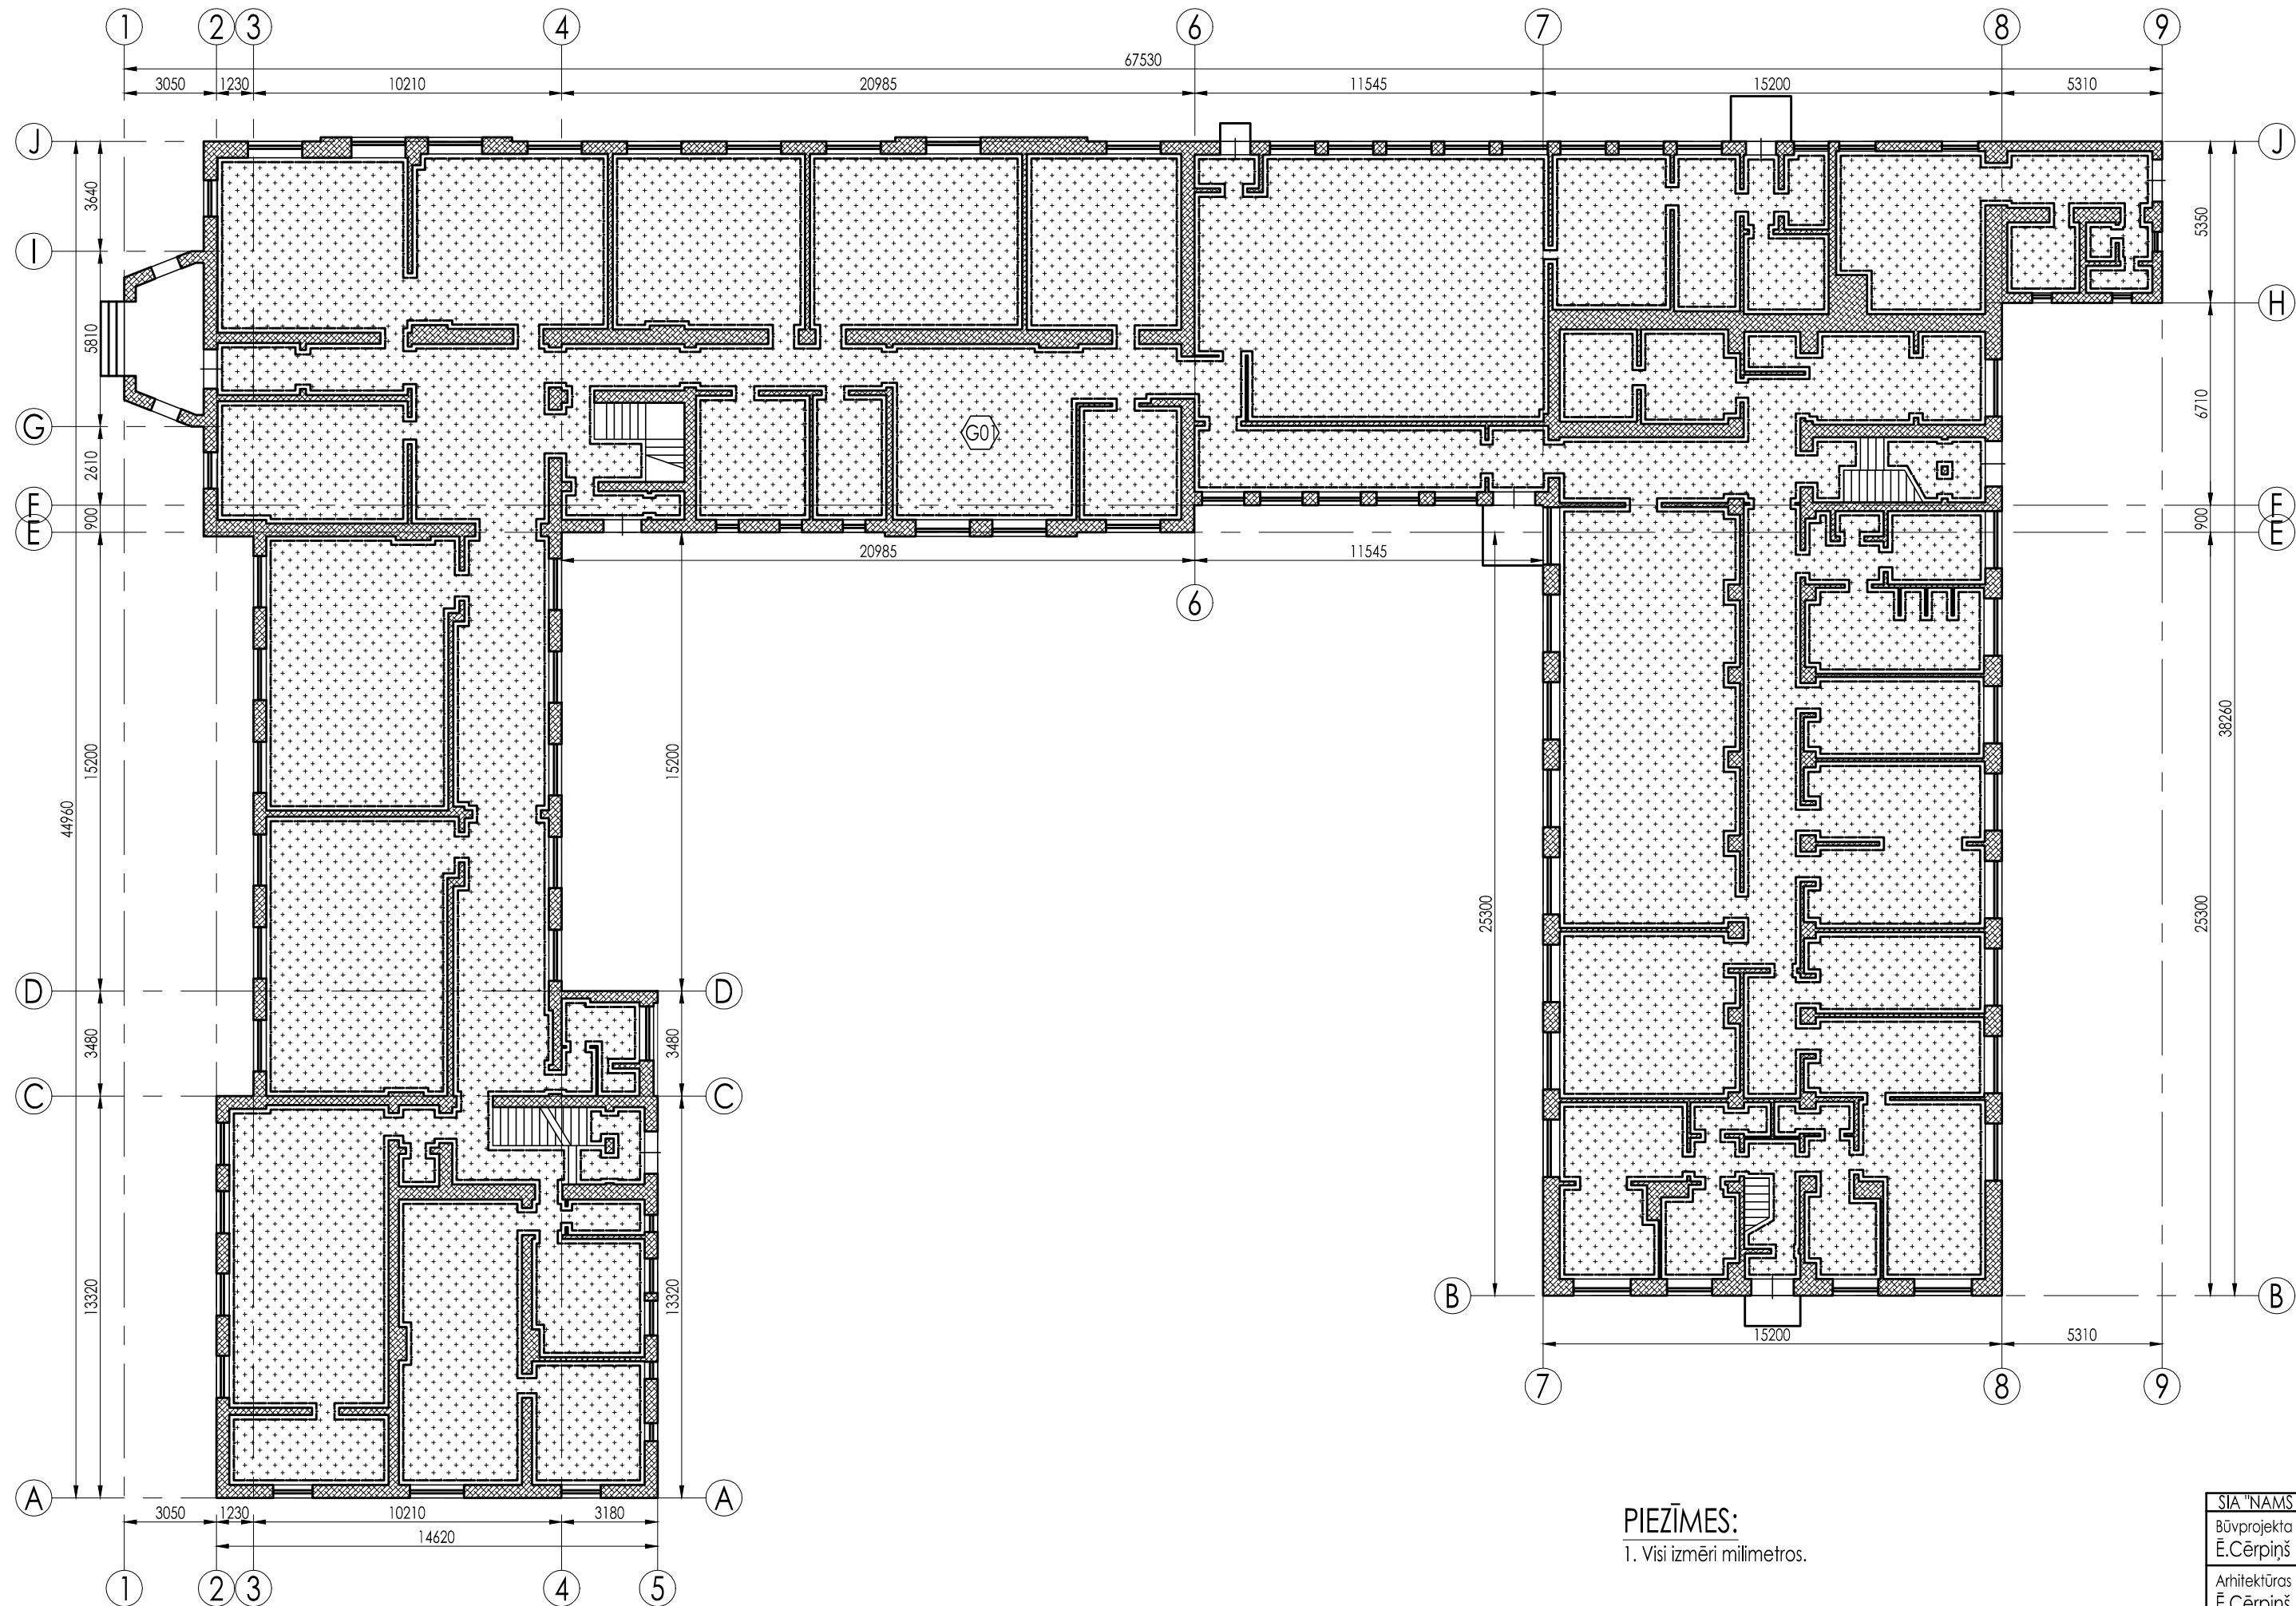 1 2 3 4 6 7 8 9
67530
3050 1230 10210 20985 11545 15200 5310
J J
3640 5350
I
5810
H
6710
G
G01
2610
F F
900 900
E E
20985 11545
6
15200 15200
44960
38260
25300 25300
D D
3480 3480
C C
13320 13320
B B
15200 5310
7 8 9
A A
3050 1230 10210 3180
14620
1 2 3 4 5
PIEZĪMES:
1. Visi izmēri milimetros.
SIA "NAMS
Būvprojekta
Ē.Cērpiņš
Arhitektūras
Ē.Cērpiņš